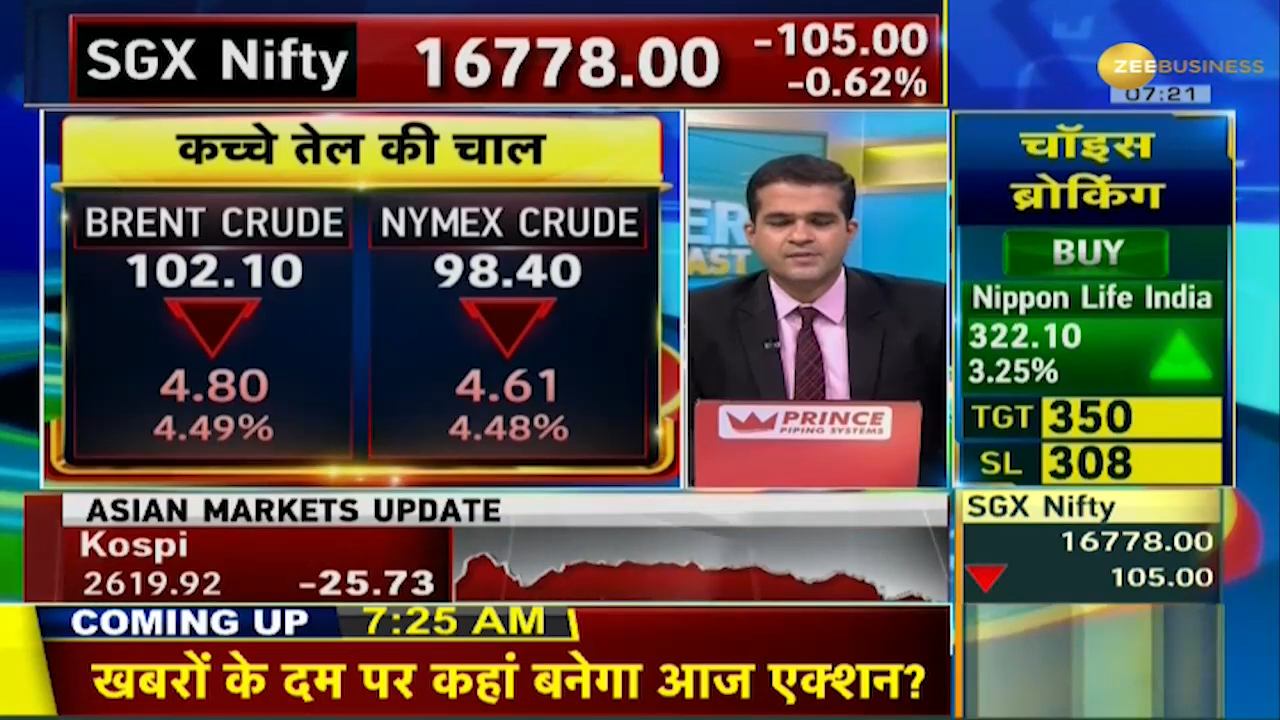 SGX Nifty 16778.00 -105.00
-0.62%
ZEEBUSINESS
07:21
कच्चे तेल की चाल
BRENT CRUDE NYMEX CRUDE
102.10 98.40
4.80 4.61
4.49% 4.48%
ER
AST
PRINCE
PIPING SYSTEMS
चॉइस
ब्रोकिंग
BUY
Nippon Life India
322.10
3.25%
TGT 350
SL 308
SGX Nifty
16778.00
105.00
ASIAN MARKETS UPDATE
Kospi
2619.92 -25.73
COMING UP 7:25 AM
खबरों के दम पर कहां बनेगा आज एक्शन?